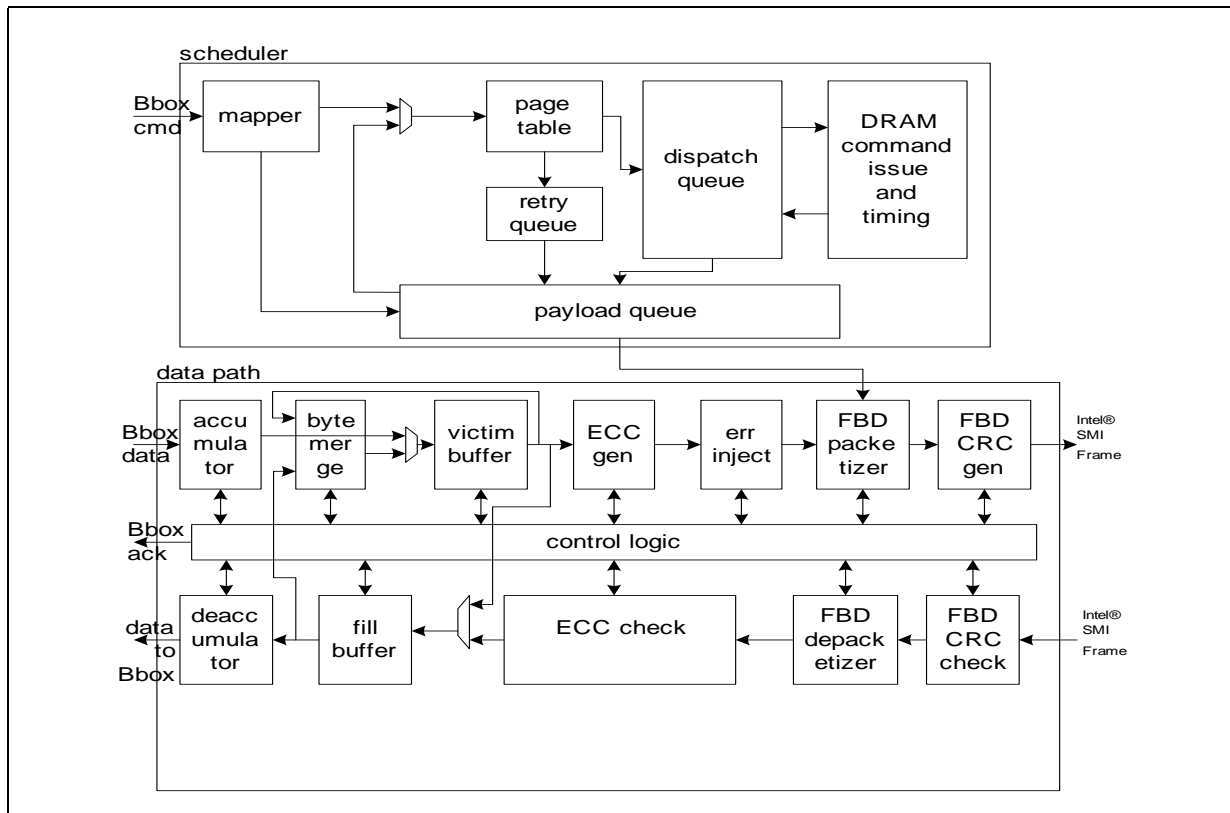 scheduler
Bbox
cmd
mapper
page
table
retry
queue
dispatch
queue
DRAM
command
issue
and
timing
payload queue
data path
Bbox
data
accu
mula
tor
byte
mer
ge
victim
buffer
ECC
gen
err
inject
FBD
packe
tizer
FBD
CRC
gen
Intel®
SMI
Frame
Bbox
ack
control logic
data
to
Bbox
deacc
umula
tor
fill
buffer
ECC check
FBD
depack
etizer
FBD
CRC
check
Intel®
SMI
Frame